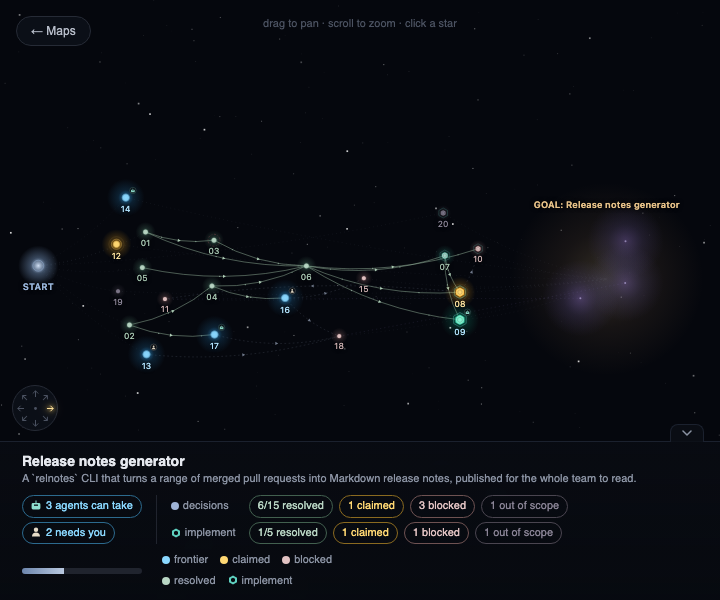 ← Maps
drag to pan · scroll to zoom · click a star
GOAL: Release notes generator
14
20
01
03
12
07
10
05
06
START
15
04
19
11
16
08
02
09
17
18
13
Release notes generator
A `relnotes` CLI that turns a range of merged pull requests into Markdown release notes, published for the whole team to read.
3 agents can take
decisions
6/15 resolved
1 claimed
3 blocked
1 out of scope
2 needs you
implement
1/5 resolved
1 claimed
1 blocked
1 out of scope
frontier
claimed
blocked
resolved
implement